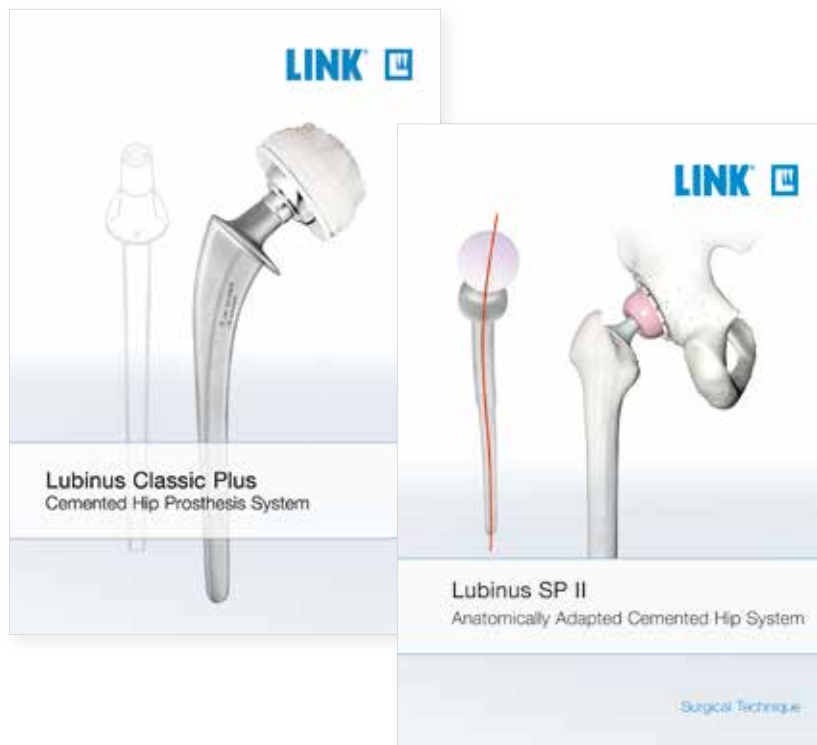 LINK®
Lubinus Classic Plus
Cemented Hip Prosthesis System
LINK®
Lubinus SP II
Anatomically Adapted Cemented Hip System
Surgical Technique